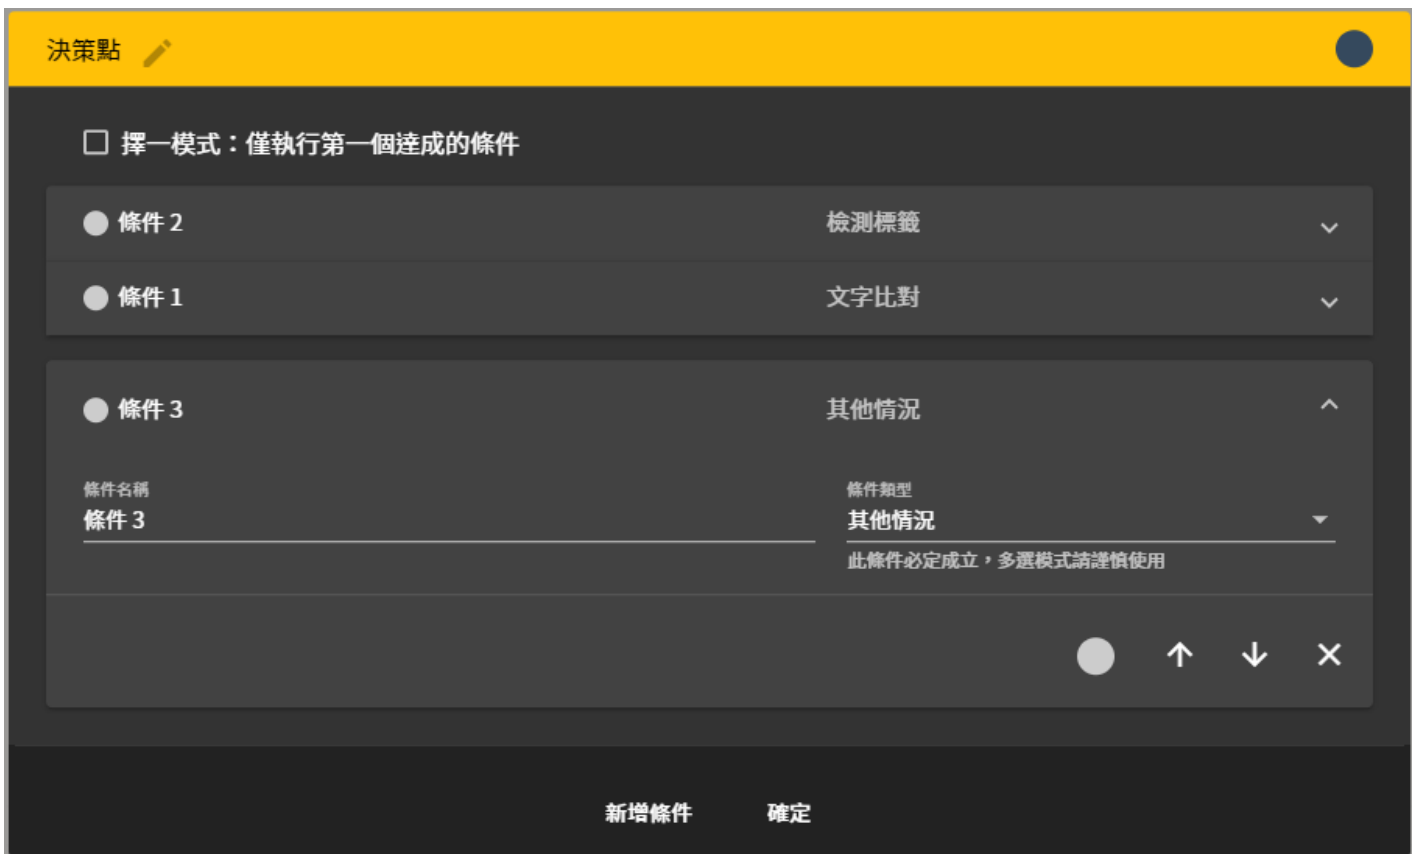 決策點
擇一模式：僅執行第一個達成的條件
條件 2 檢測標籤
條件 1 文字比對
條件 3 其他情況
條件名稱 條件類型
條件 3 其他情況
此條件必定成立，多選模式請謹慎使用
新增條件 確定